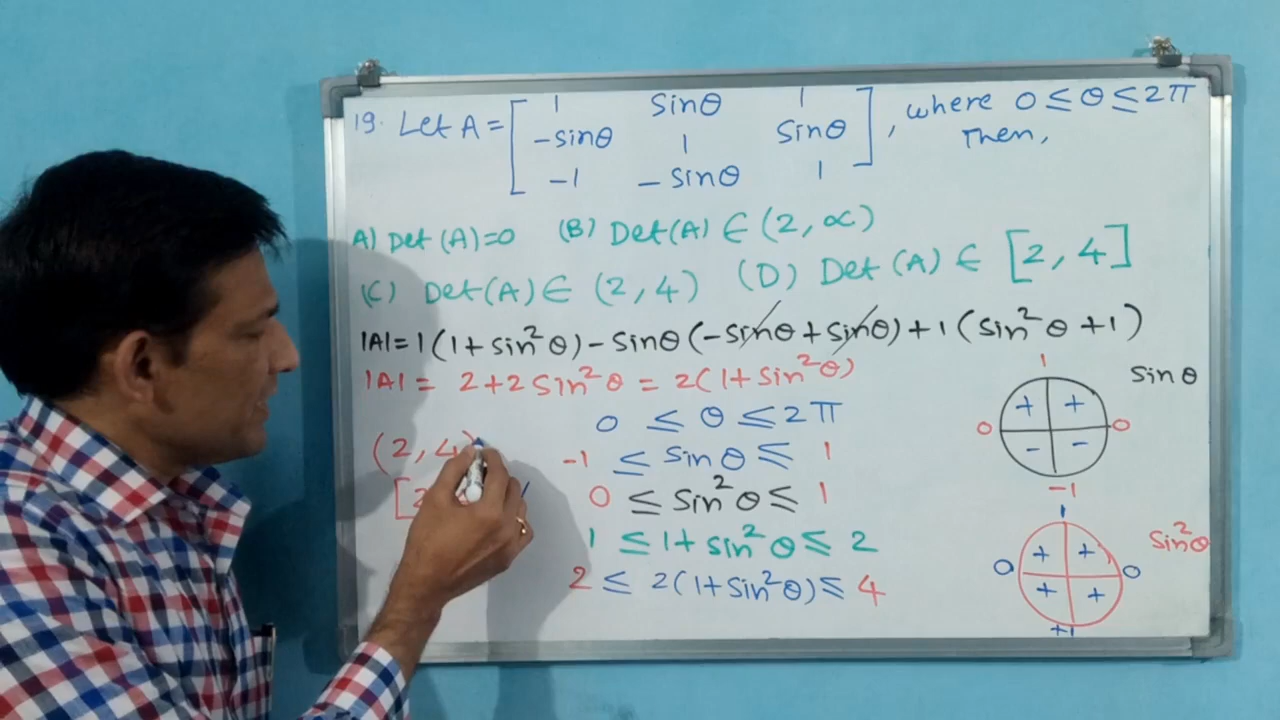 19. Let A = [ 1 sinθ 1 ], where 0 ≤ θ ≤ 2π
-sinθ 1 sinθ Then,
-1 -sinθ 1
A) Det (A)=0 (B) Det(A) ∈ (2, ∝)
(C) Det(A) ∈ (2, 4) (D) Det (A) ∈ [2, 4]
|A| = 1(1+sin²θ) - sinθ(-sinθ + sinθ) + 1(sin²θ +1)
|A| = 2+2 sin²θ = 2(1+sin²θ)
0 ≤ θ ≤ 2π
-1 ≤ sinθ ≤ 1
0 ≤ sin²θ ≤ 1
1 ≤ 1+ sin²θ ≤ 2
2 ≤ 2(1+sin²θ) ≤ 4
(2, 4)
[2
1 sinθ
+ +
0 0
- -
-1
1 sin²θ
+ +
0 0
+ +
+1